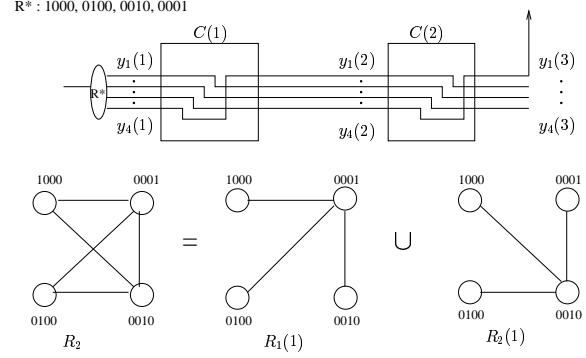 R* : 1000, 0100, 0010, 0001
C(1) C(2)
y₁(1) y₁(2) y₁(3)
R*
y₄(1) y₄(2) y₄(3)
1000 0001 1000 0001 1000 0001
= ∪
0100 0010 0100 0010 0100 0010
R₂ R₁(1) R₂(1)